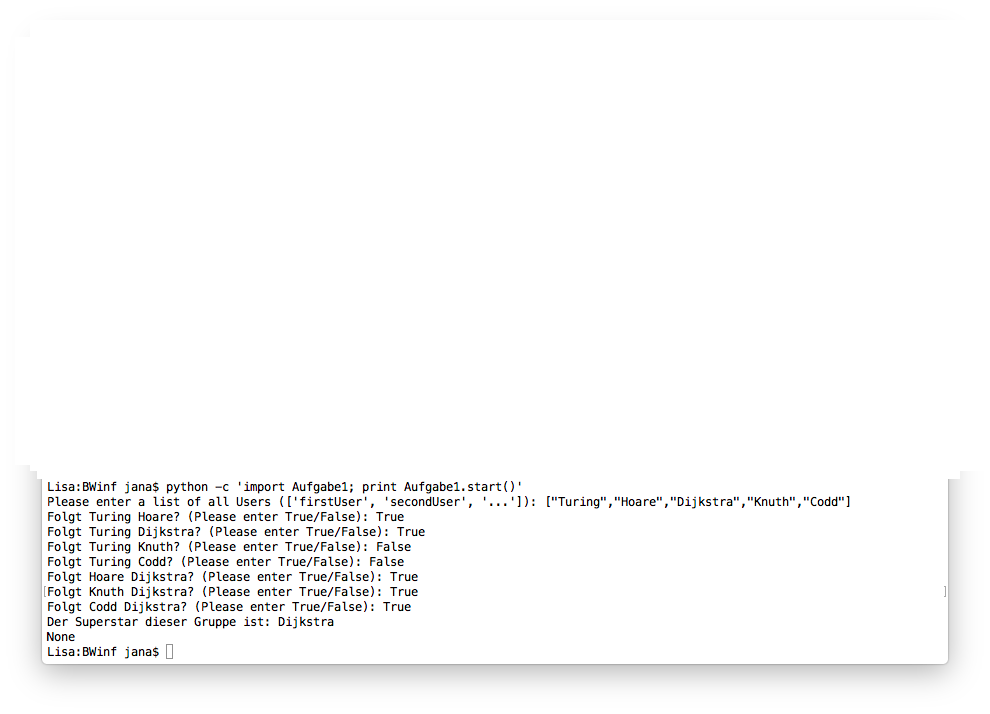 Lisa:BWinf jana$ python -c 'import Aufgabe1; print Aufgabe1.start()'
Please enter a list of all Users (['firstUser', 'secondUser', '...']): ["Turing","Hoare","Dijkstra","Knuth","Codd"]
Folgt Turing Hoare? (Please enter True/False): True
Folgt Turing Dijkstra? (Please enter True/False): True
Folgt Turing Knuth? (Please enter True/False): False
Folgt Turing Codd? (Please enter True/False): False
Folgt Hoare Dijkstra? (Please enter True/False): True
[Folgt Knuth Dijkstra? (Please enter True/False): True ]
Folgt Codd Dijkstra? (Please enter True/False): True
Der Superstar dieser Gruppe ist: Dijkstra
None
Lisa:BWinf jana$